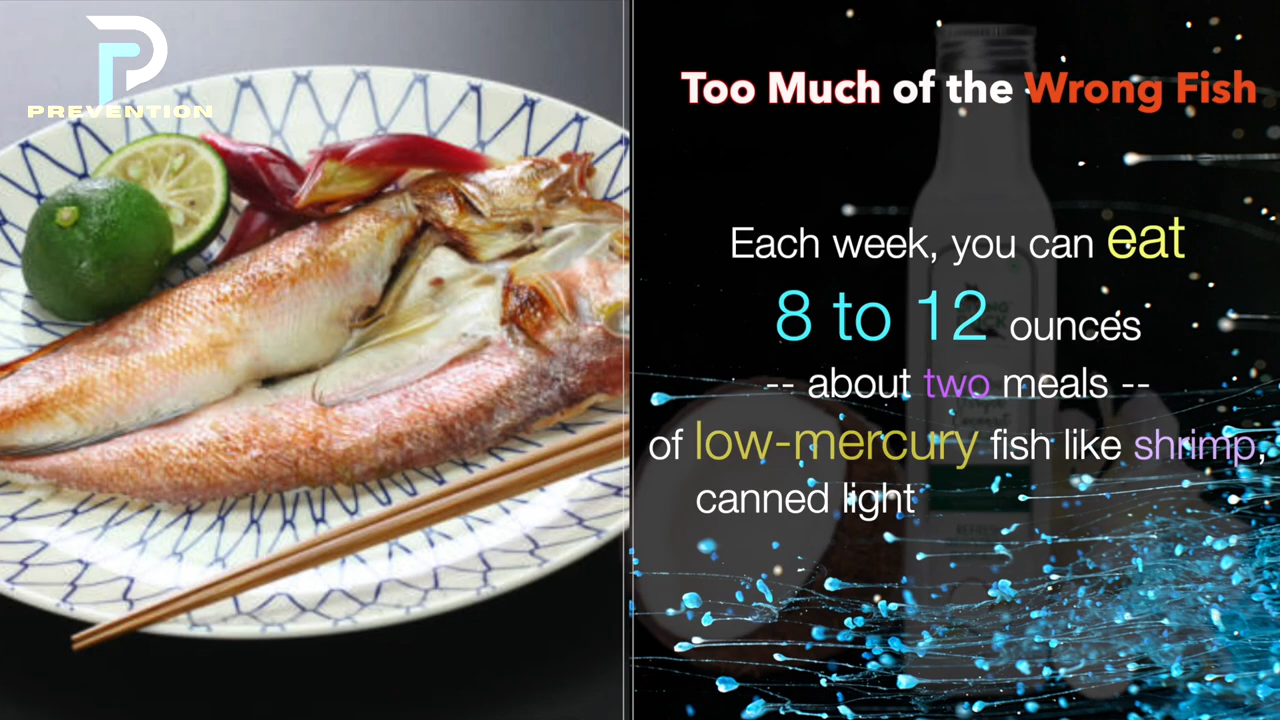 PREVENTION
Too Much of the Wrong Fish
Each week, you can eat
8 to 12 ounces
-- about two meals --
of low-mercury fish like shrimp,
canned light